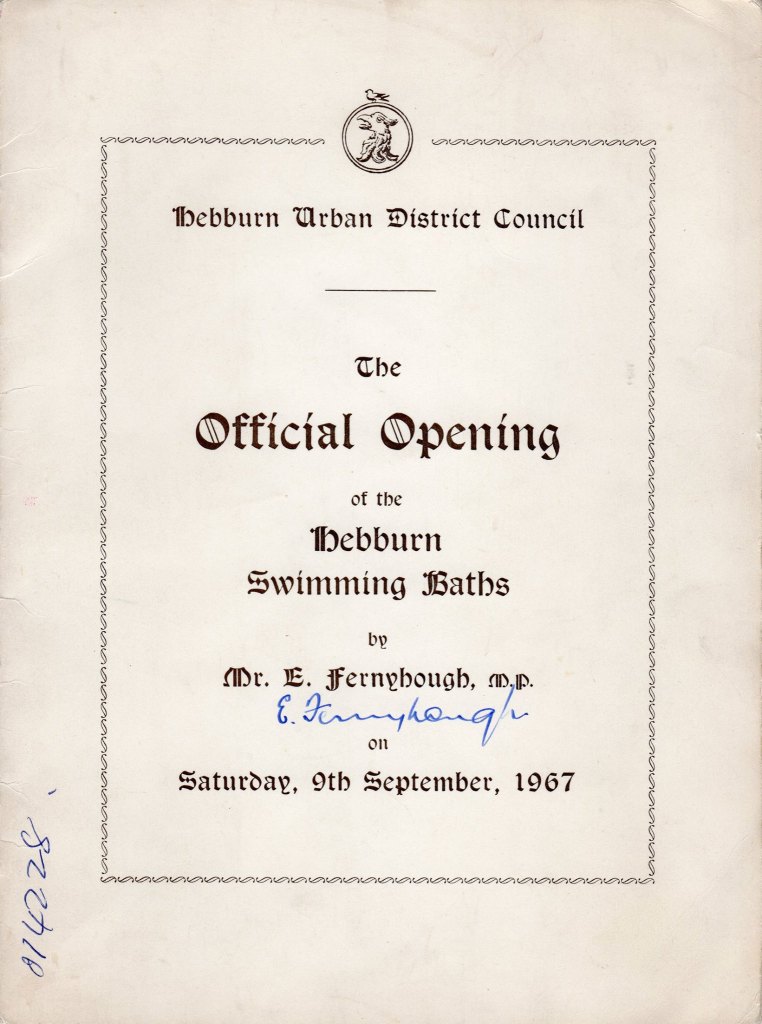 Hebburn Urban District Council
The
Official Opening
of the
Hebburn
Swimming Baths
by
Mr. E. Fernyhough, M.P.
E. Fernyhough
on
Saturday, 9th September, 1967
014228